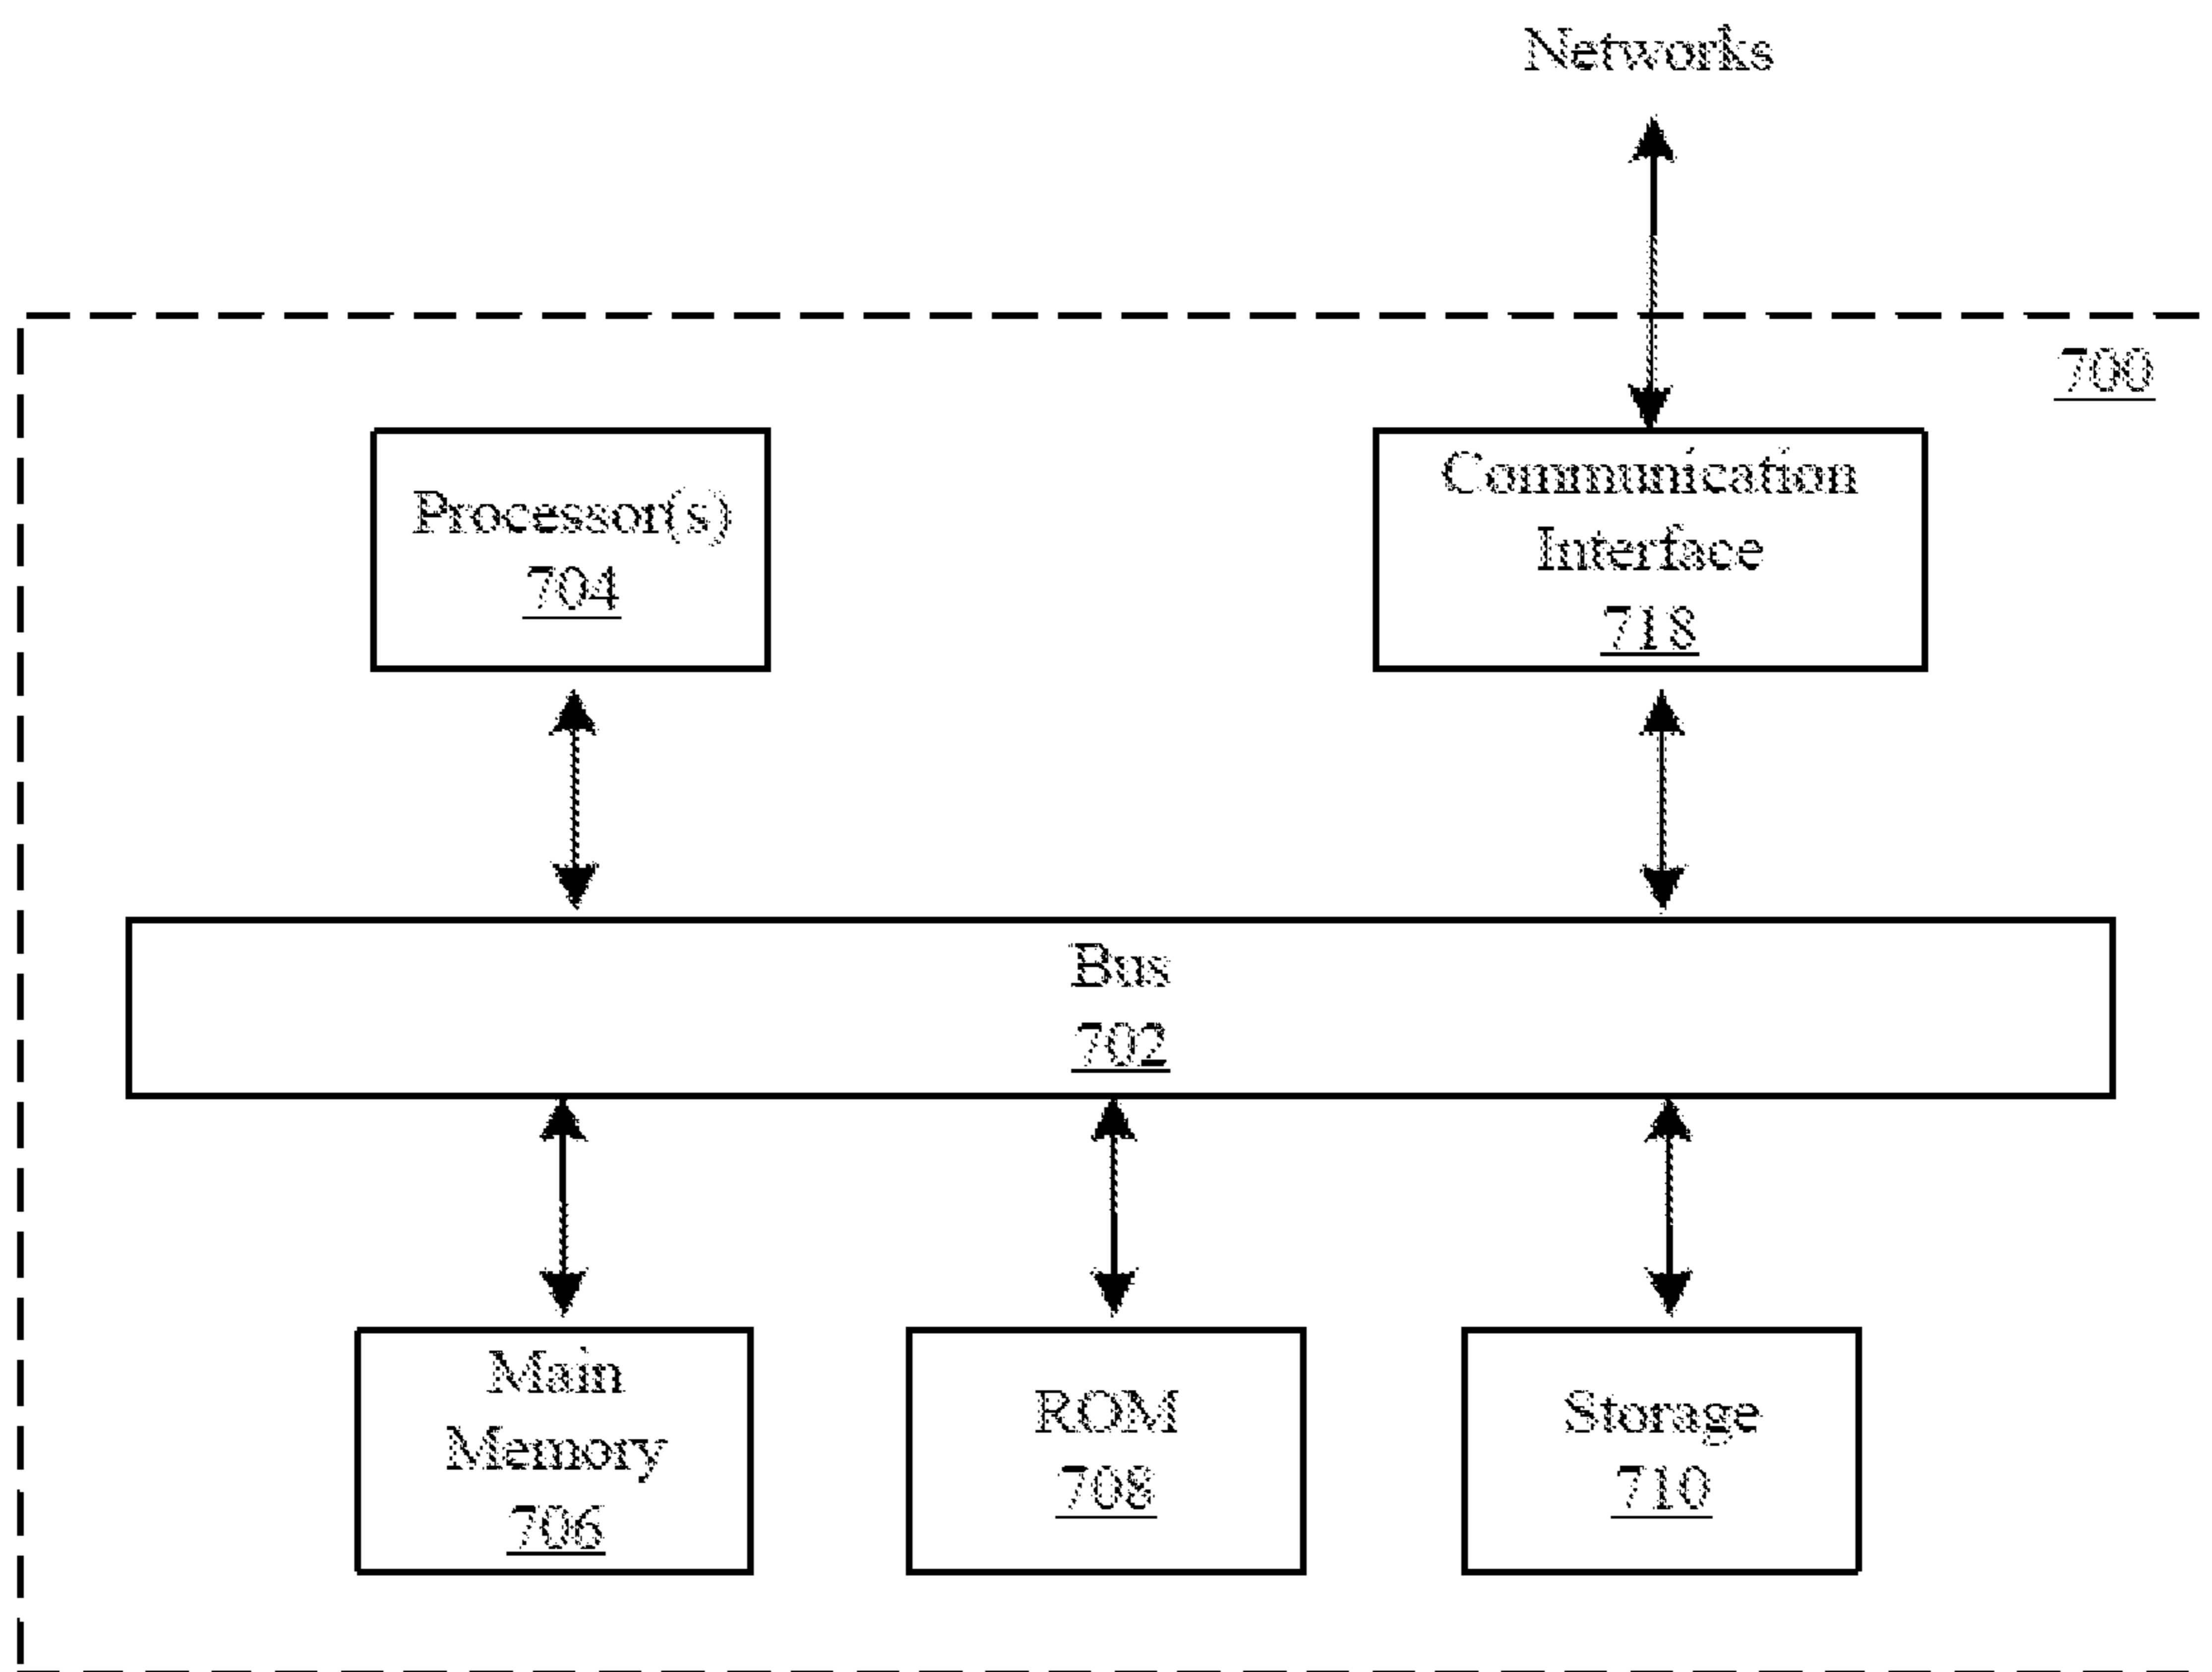 Networks
700
Processor(s)
704
Communication
Interface
718
Bus
702
Main
Memory
706
ROM
708
Storage
710